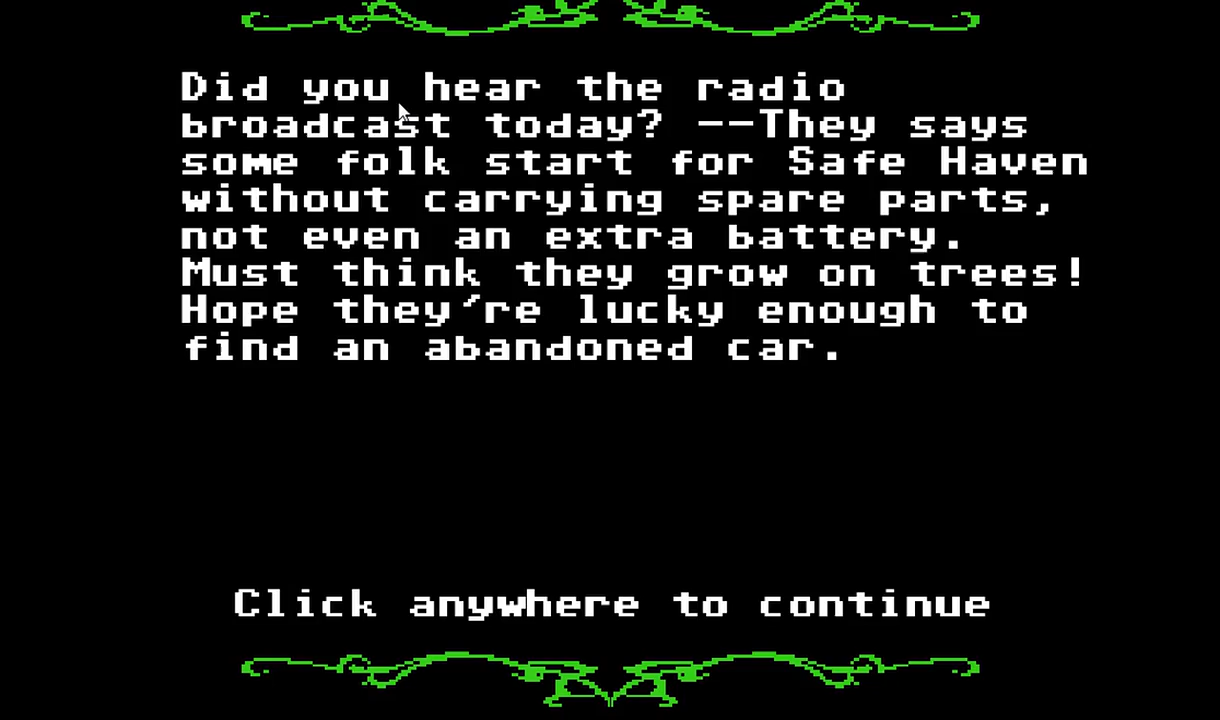 Did you hear the radio
broadcast today? --They says
some folk start for Safe Haven
without carrying spare parts,
not even an extra battery.
Must think they grow on trees!
Hope they're lucky enough to
find an abandoned car.
Click anywhere to continue